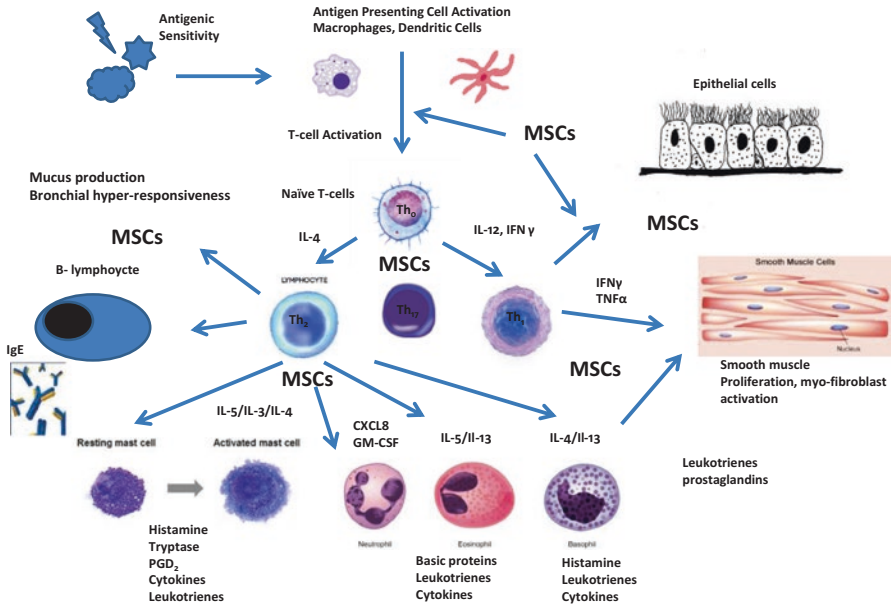 Antigenic
Sensitivity
Antigen Presenting Cell Activation
Macrophages, Dendritic Cells
Epithelial cells
T-cell Activation
MSCs
Mucus production
Bronchial hyper-responsiveness
Naïve T-cells
Th0
IL-4
IL-12, IFN γ
MSCs
MSCs
MSCs
B- lymphoycte
LYMPHOCYTE
Th2
Th17
Th1
IFNγ
TNFα
Smooth Muscle Cells
Nucleus
IgE
MSCs
MSCs
Smooth muscle
Proliferation, myo-fibroblast
activation
IL-5/IL-3/IL-4
CXCL8
GM-CSF
IL-5/Il-13
IL-4/Il-13
Resting mast cell
Activated mast cell
Leukotrienes
prostaglandins
Neutrophil
Eosinophil
Basophil
Histamine
Tryptase
PGD₂
Cytokines
Leukotrienes
Basic proteins
Leukotrienes
Cytokines
Histamine
Leukotrienes
Cytokines